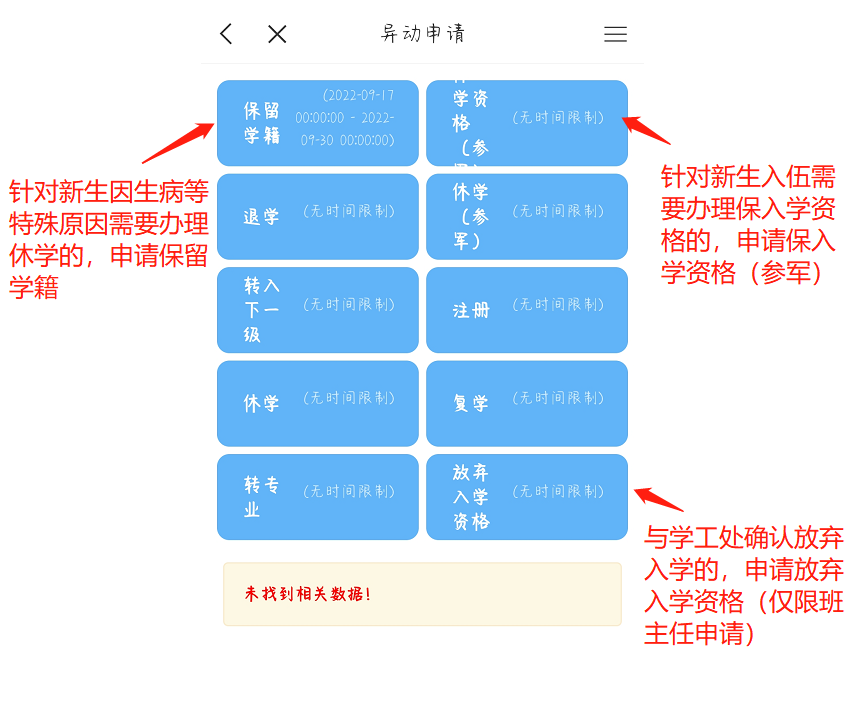 异动申请
保留
学籍
(2022-09-17
00:00:00 - 2022-
09-30 00:00:00)
学资
格
（参
(无时间限制)
退学
(无时间限制)
休学
（参
军）
(无时间限制)
转入
下一
级
(无时间限制)
注册
(无时间限制)
休学
(无时间限制)
复学
(无时间限制)
转专
业
(无时间限制)
放弃
入学
资格
(无时间限制)
未找到相关数据!
针对新生因生病等
特殊原因需要办理
休学的，申请保留
学籍
针对新生入伍需
要办理保入学资
格的，申请保入
学资格（参军）
与学工处确认放弃
入学的，申请放弃
入学资格（仅限班
主任申请）